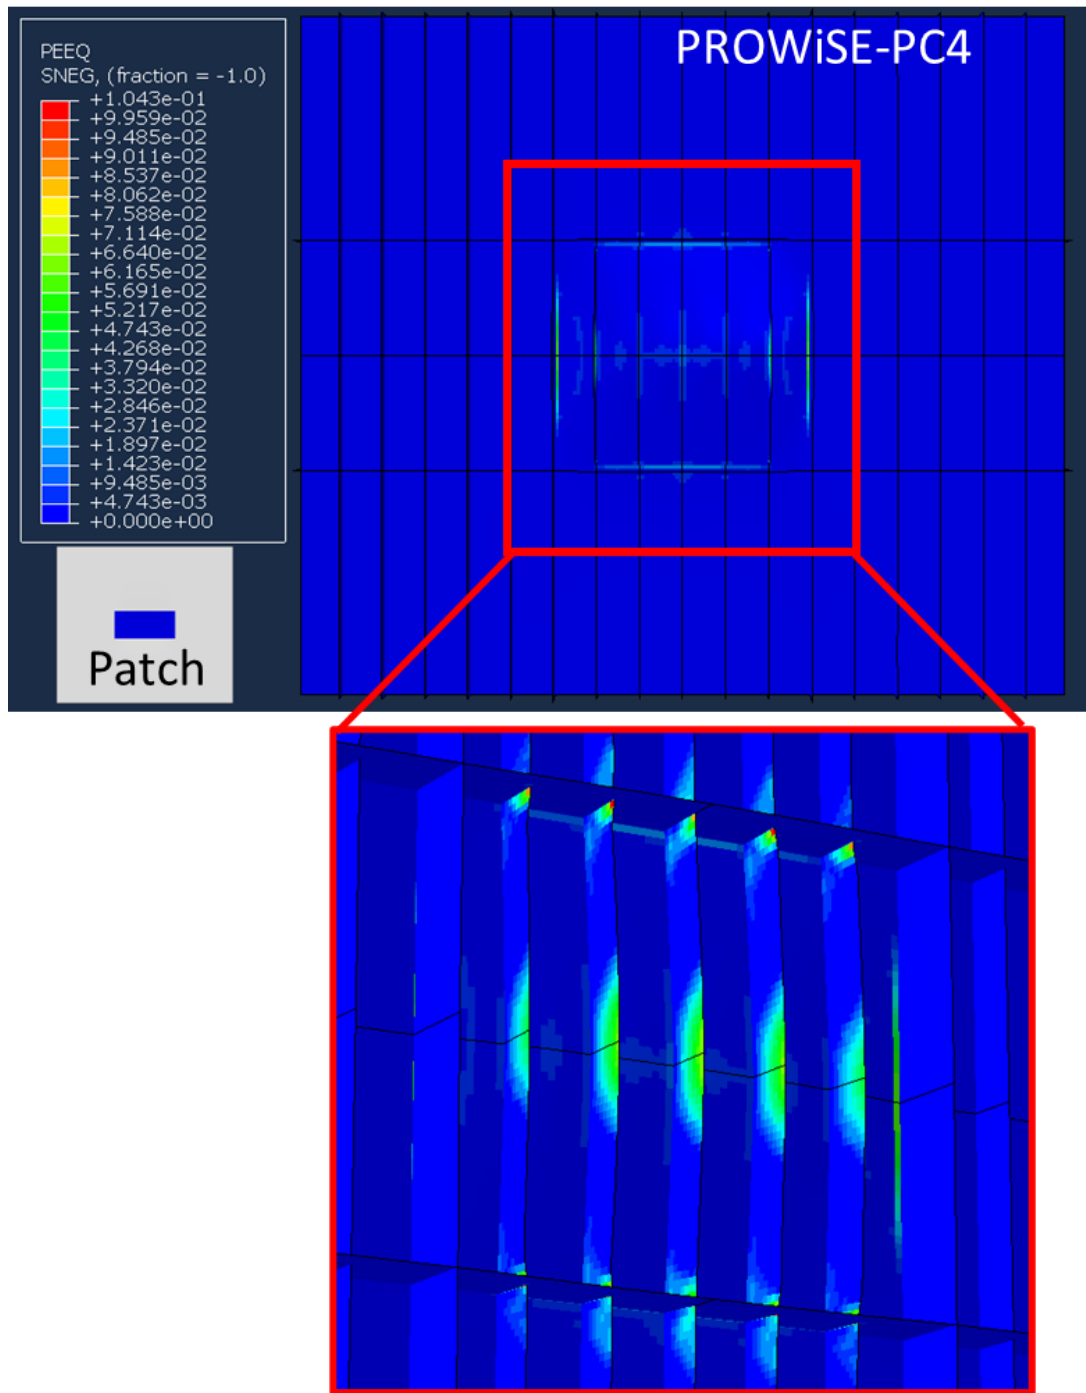 PROWiSE-PC4
PEEQ
SNEG, (fraction = -1.0)
+1.043e-01
+9.959e-02
+9.485e-02
+9.011e-02
+8.537e-02
+8.062e-02
+7.588e-02
+7.114e-02
+6.640e-02
+6.165e-02
+5.691e-02
+5.217e-02
+4.743e-02
+4.268e-02
+3.794e-02
+3.320e-02
+2.846e-02
+2.371e-02
+1.897e-02
+1.423e-02
+9.485e-03
+4.743e-03
+0.000e+00
Patch